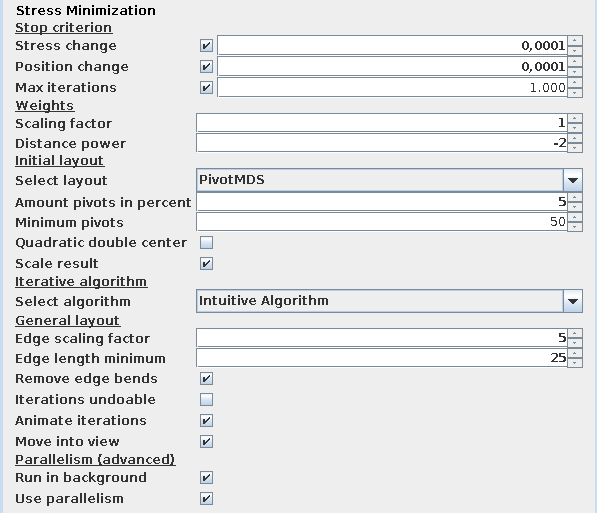 Stress Minimization
Stop criterion
Stress change 0,0001
Position change 0,0001
Max iterations 1.000
Weights
Scaling factor 1
Distance power -2
Initial layout
Select layout PivotMDS
Amount pivots in percent 5
Minimum pivots 50
Quadratic double center
Scale result
Iterative algorithm
Select algorithm Intuitive Algorithm
General layout
Edge scaling factor 5
Edge length minimum 25
Remove edge bends
Iterations undoable
Animate iterations
Move into view
Parallelism (advanced)
Run in background
Use parallelism